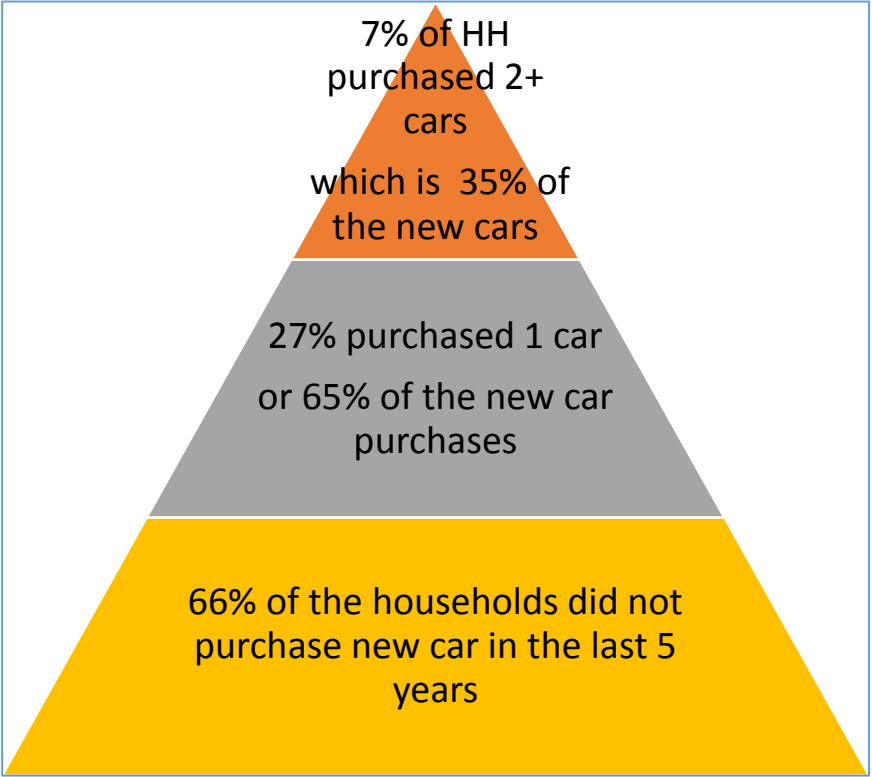 7% of HH
purchased 2+
cars
which is 35% of
the new cars
27% purchased 1 car
or 65% of the new car
purchases
66% of the households did not
purchase new car in the last 5
years